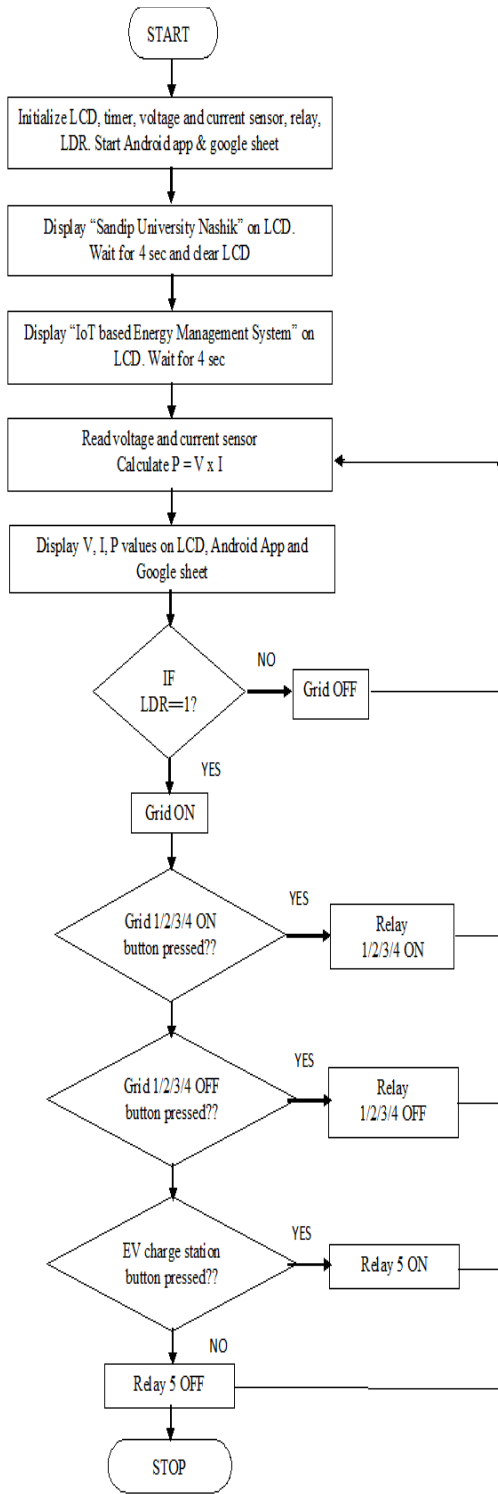 START
Initialize LCD, timer, voltage and current sensor, relay,
LDR. Start Android app & google sheet
Display “Sandip University Nashik” on LCD.
Wait for 4 sec and clear LCD
Display “IoT based Energy Management System” on
LCD. Wait for 4 sec
Read voltage and current sensor
Calculate P = V x I
Display V, I, P values on LCD, Android App and
Google sheet
IF
LDR==1?
NO
Grid OFF
YES
Grid ON
Grid 1/2/3/4 ON
button pressed??
YES
Relay
1/2/3/4 ON
Grid 1/2/3/4 OFF
button pressed??
YES
Relay
1/2/3/4 OFF
EV charge station
button pressed??
YES
Relay 5 ON
NO
Relay 5 OFF
STOP